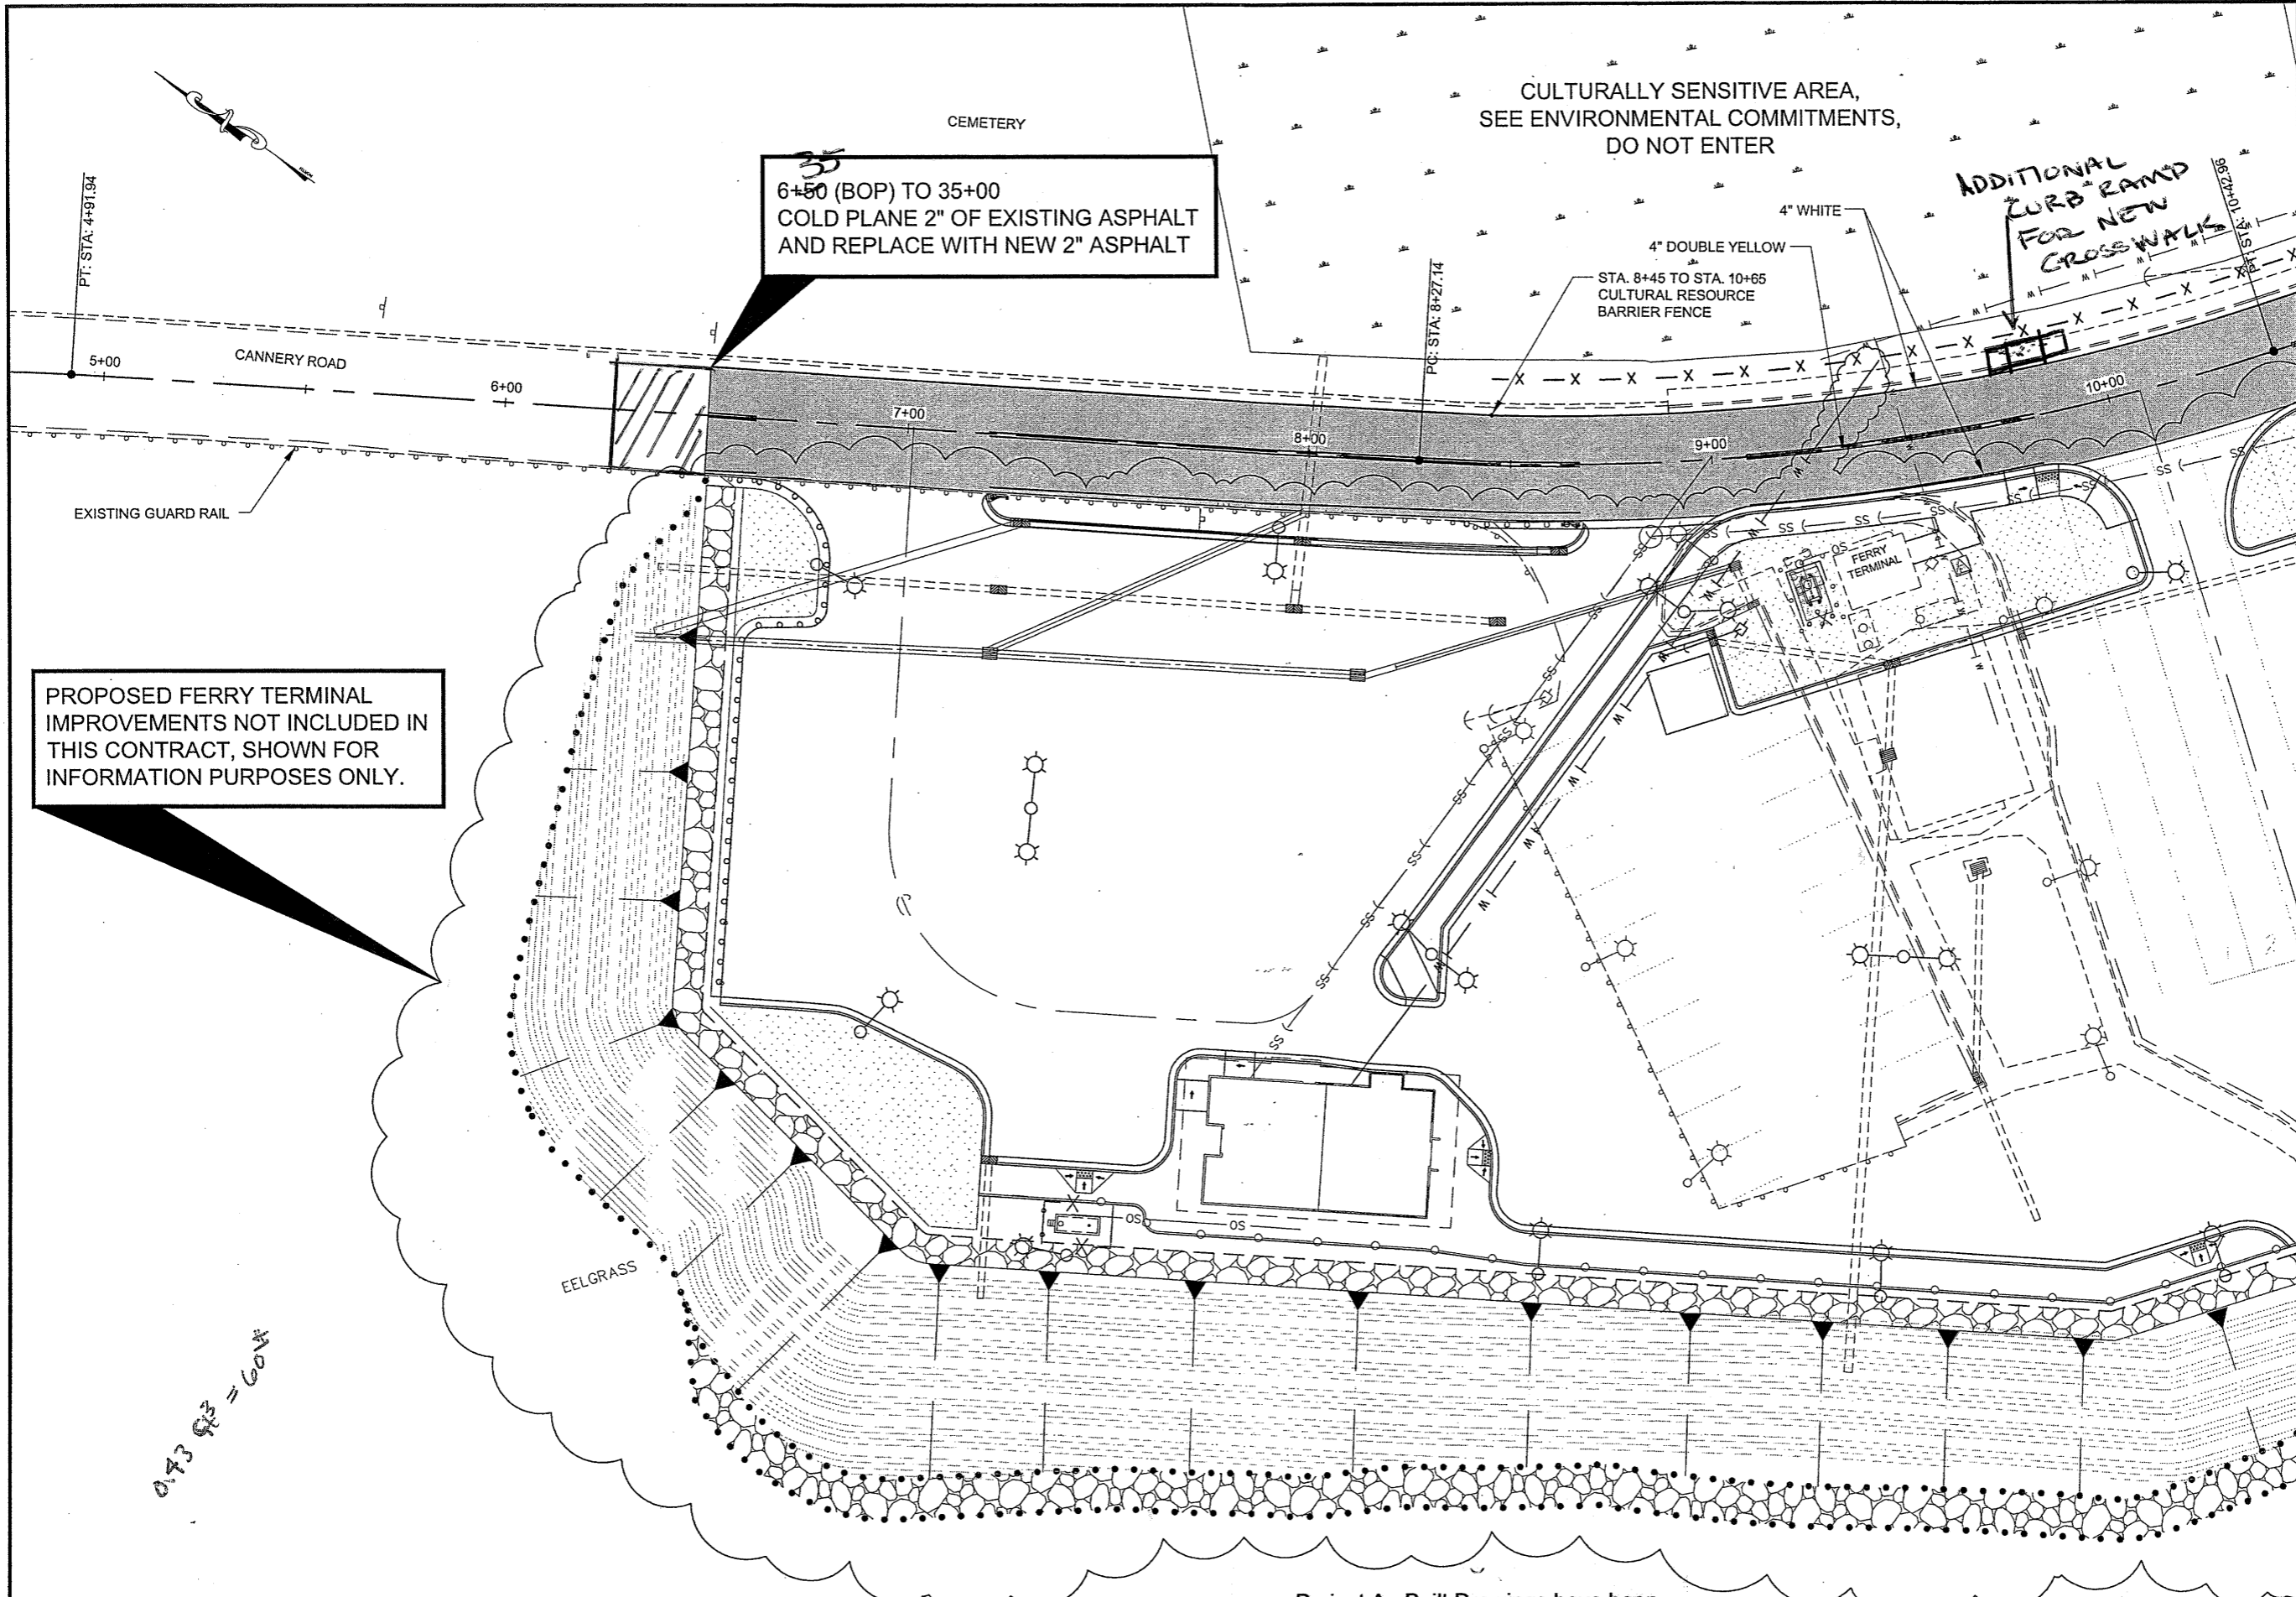 CULTURALLY SENSITIVE AREA,
SEE ENVIRONMENTAL COMMITMENTS,
DO NOT ENTER
CEMETERY
35
6+50 (BOP) TO 35+00
COLD PLANE 2" OF EXISTING ASPHALT
AND REPLACE WITH NEW 2" ASPHALT
ADDITIONAL
CURB RAMP
FOR NEW
CROSSWALK
PT: STA: 4+91.94
PC: STA: 8+27.14
PT: STA: 10+42.96
4" WHITE
4" DOUBLE YELLOW
STA. 8+45 TO STA. 10+65
CULTURAL RESOURCE
BARRIER FENCE
5+00
CANNERY ROAD
6+00
7+00
8+00
9+00
10+00
EXISTING GUARD RAIL
FERRY
TERMINAL
PROPOSED FERRY TERMINAL
IMPROVEMENTS NOT INCLUDED IN
THIS CONTRACT, SHOWN FOR
INFORMATION PURPOSES ONLY.
EELGRASS